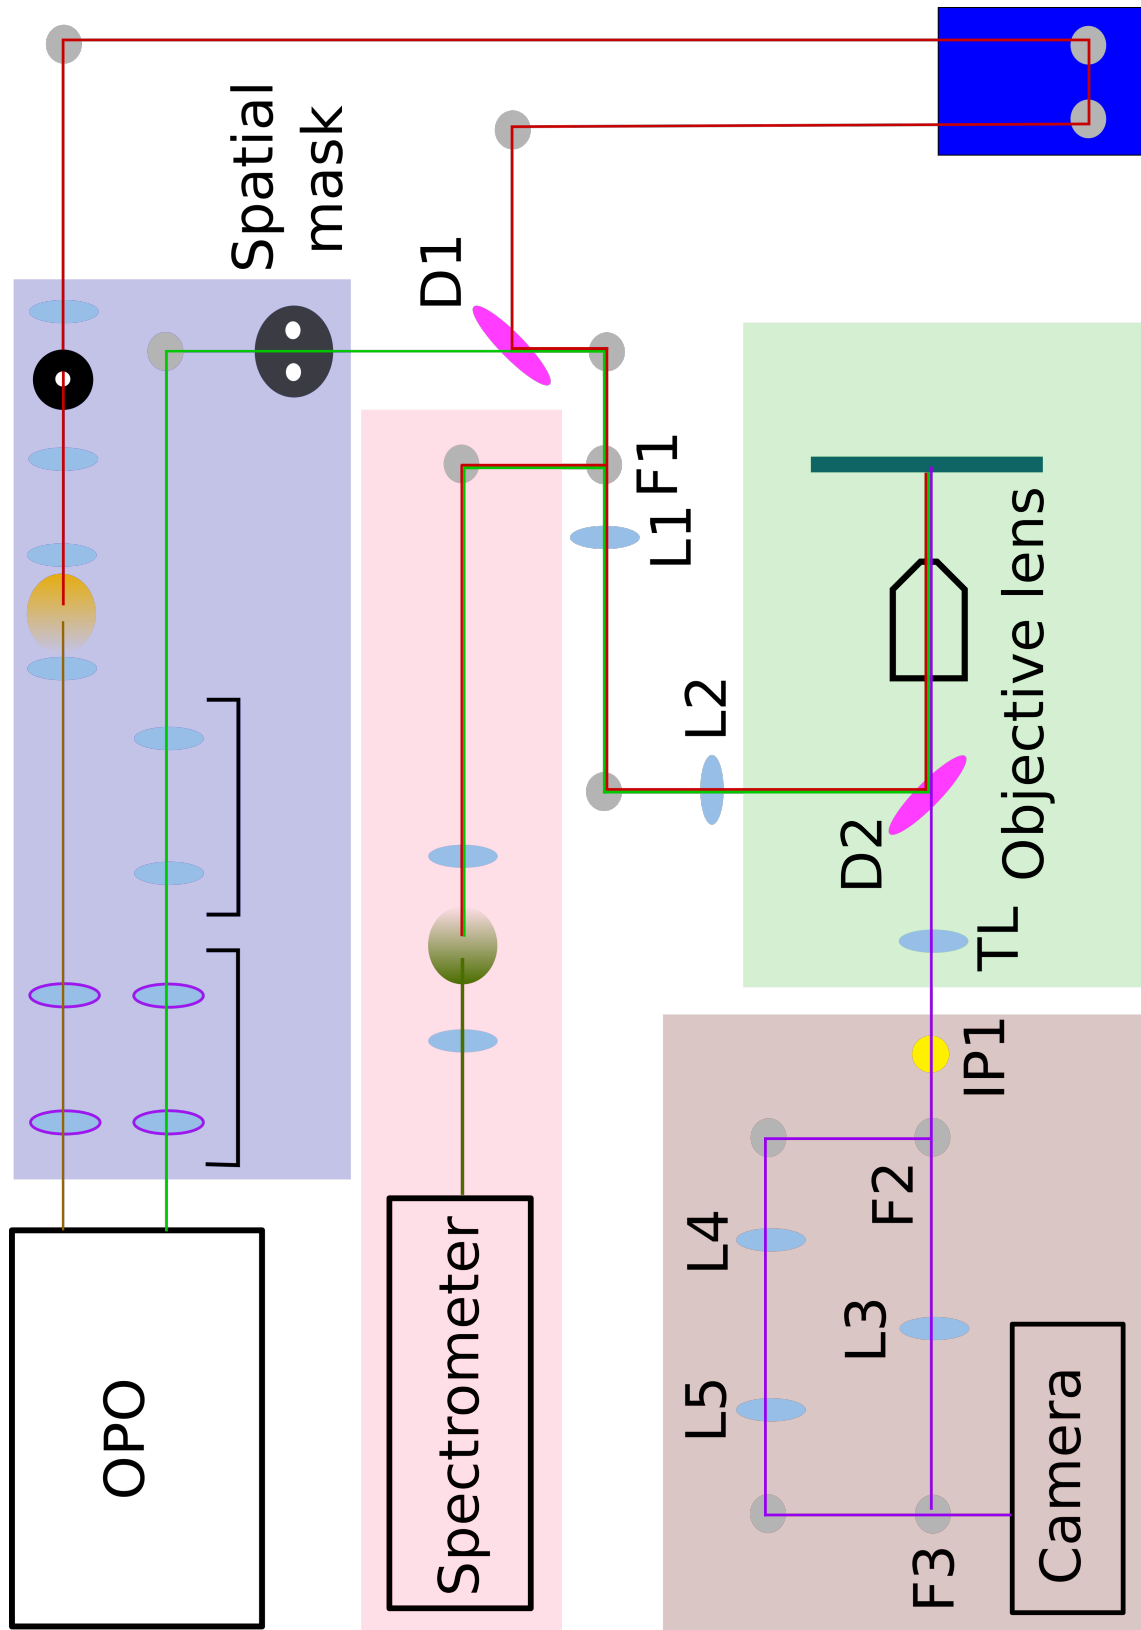 Spatial
mask
D1
F1
L1
L2
Objective lens
D2
TL
IP1
F2
L4
L3
L5
F3
OPO
Spectrometer
Camera